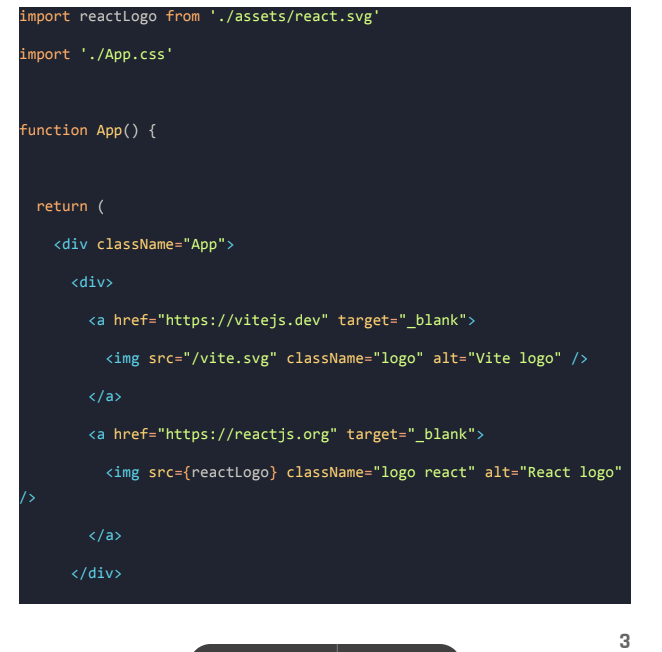 import reactLogo from './assets/react.svg'
import './App.css'
function App() {
return (
<div className="App">
<div>
<a href="https://vitejs.dev" target="_blank">
<img src="/vite.svg" className="logo" alt="Vite logo" />
</a>
<a href="https://reactjs.org" target="_blank">
<img src={reactLogo} className="logo react" alt="React logo"
/>
</a>
</div>
3